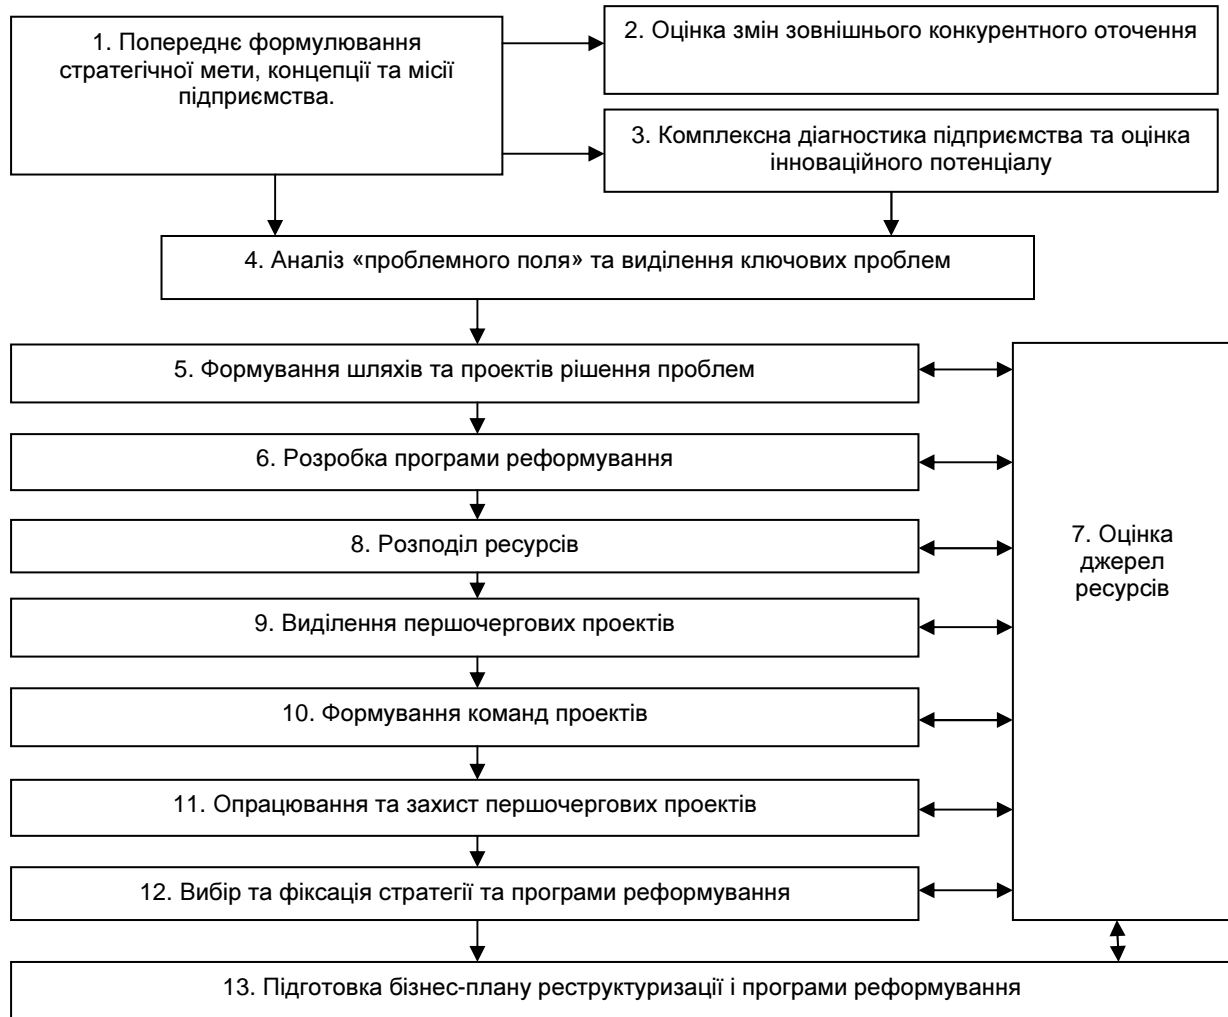 1. Попереднє формулювання
стратегічної мети, концепції та місії
підприємства.
2. Оцінка змін зовнішнього конкурентного оточення
3. Комплексна діагностика підприємства та оцінка
інноваційного потенціалу
4. Аналіз «проблемного поля» та виділення ключових проблем
5. Формування шляхів та проектів рішення проблем
6. Розробка програми реформування
7. Оцінка
джерел
ресурсів
8. Розподіл ресурсів
9. Виділення першочергових проектів
10. Формування команд проектів
11. Опрацювання та захист першочергових проектів
12. Вибір та фіксація стратегії та програми реформування
13. Підготовка бізнес-плану реструктуризації і програми реформування